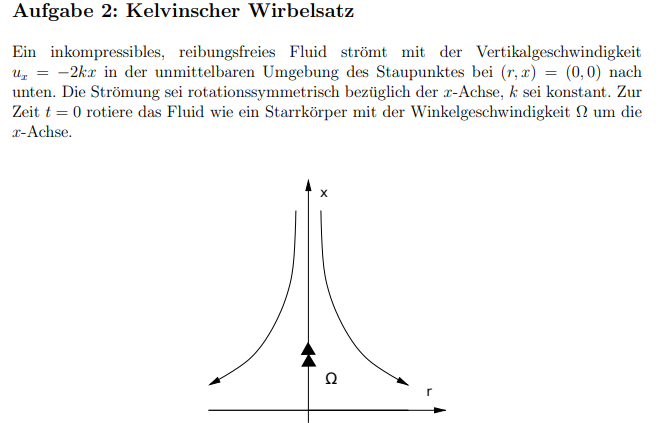 Aufgabe 2: Kelvinscher Wirbelsatz
Ein inkompressibles, reibungsfreies Fluid strömt mit der Vertikalgeschwindigkeit
uₓ = −2kx in der unmittelbaren Umgebung des Staupunktes bei (r, x) = (0, 0) nach
unten. Die Strömung sei rotationssymmetrisch bezüglich der x-Achse, k sei konstant. Zur
Zeit t = 0 rotiere das Fluid wie ein Starrkörper mit der Winkelgeschwindigkeit Ω um die
x-Achse.
x
Ω
r